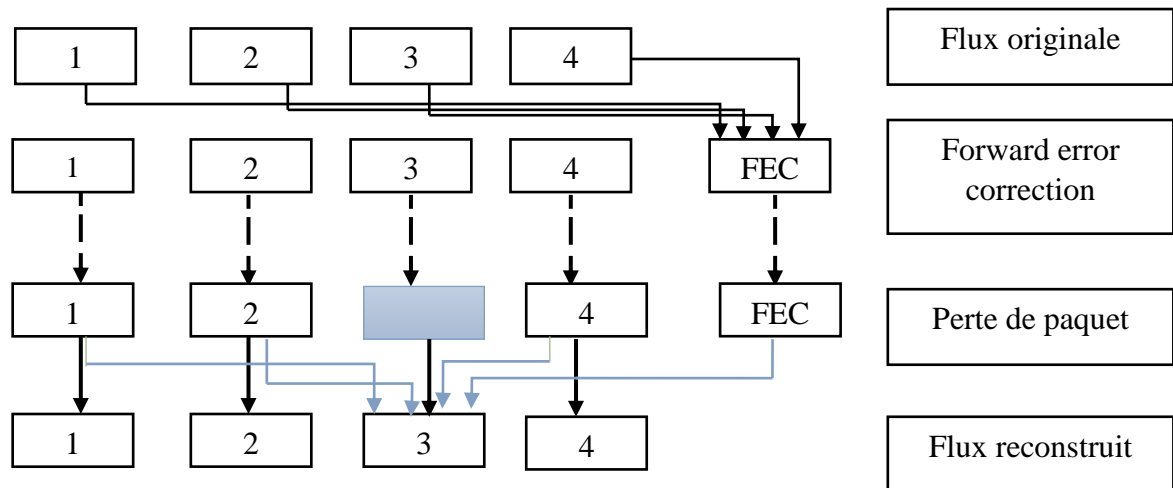 1 2 3 4 Flux originale
1 2 3 4 FEC Forward error
correction
1 2 4 FEC Perte de paquet
1 2 3 4 Flux reconstruit